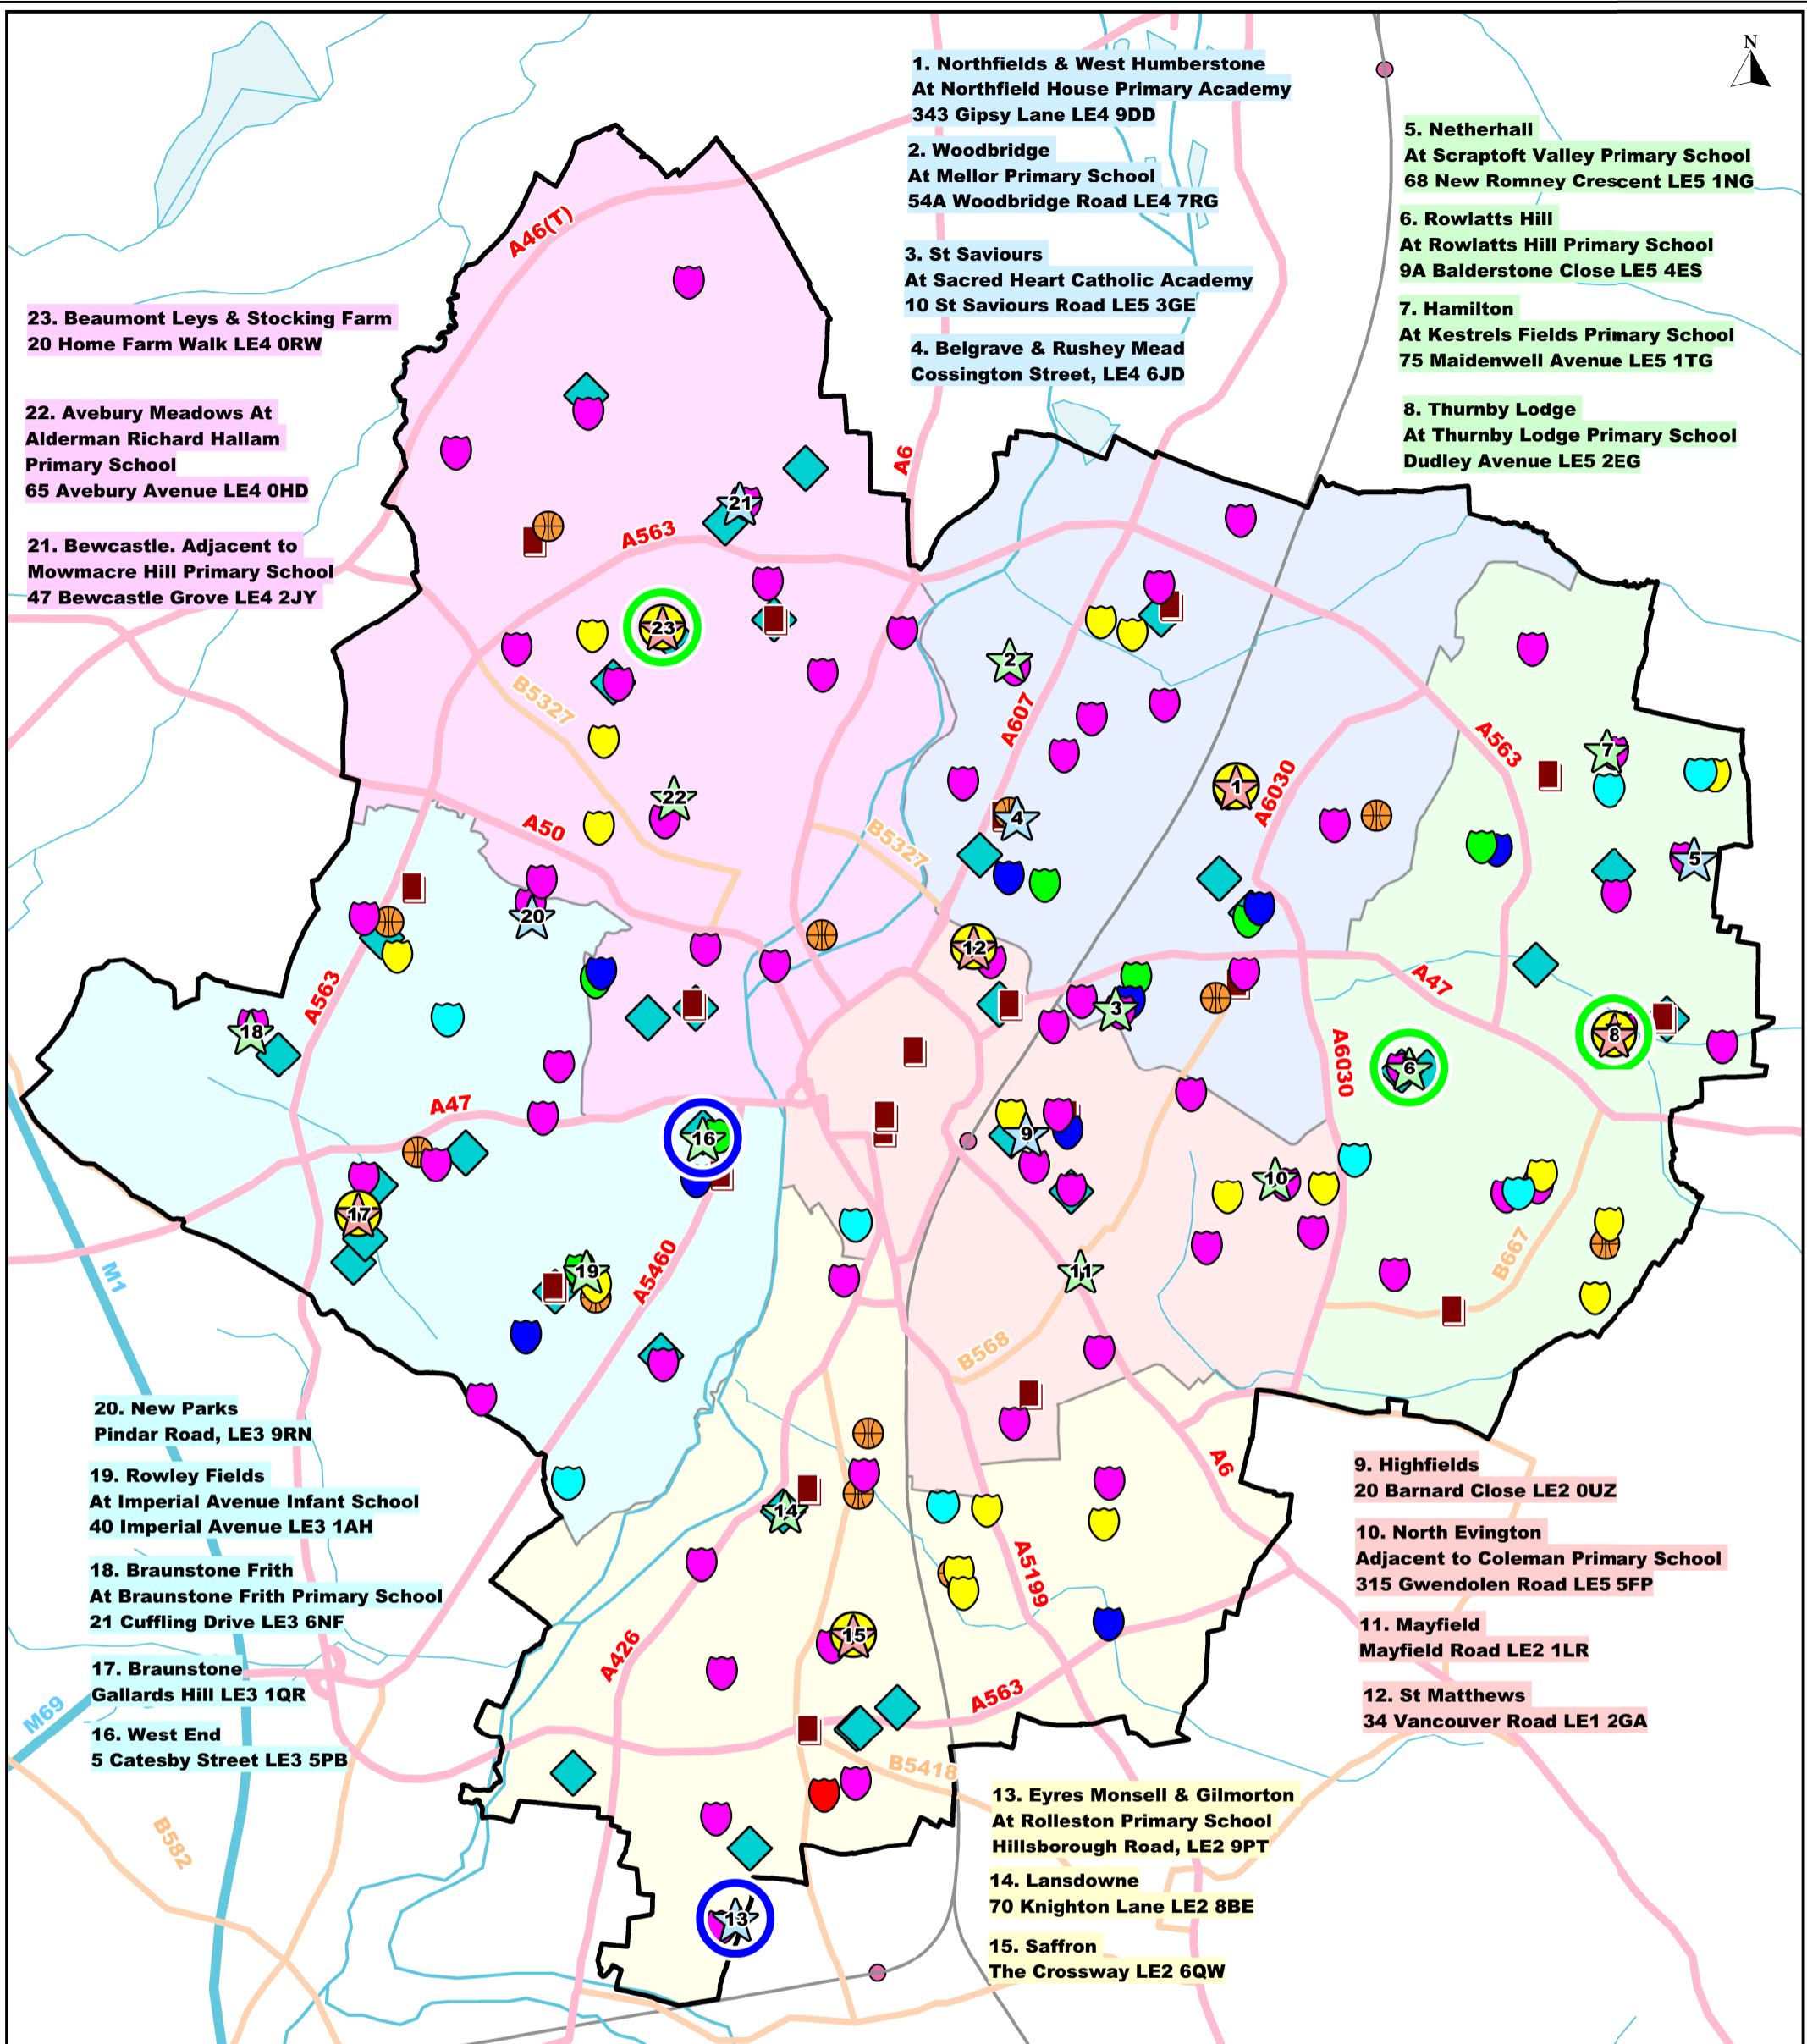 N
1. Northfields & West Humberstone
At Northfield House Primary Academy
343 Gipsy Lane LE4 9DD
2. Woodbridge
At Mellor Primary School
54A Woodbridge Road LE4 7RG
3. St Saviours
At Sacred Heart Catholic Academy
10 St Saviours Road LE5 3GE
4. Belgrave & Rushey Mead
Cossington Street, LE4 6JD
5. Netherhall
At Scraptoft Valley Primary School
68 New Romney Crescent LE5 1NG
6. Rowlatts Hill
At Rowlatts Hill Primary School
9A Balderstone Close LE5 4ES
7. Hamilton
At Kestrels Fields Primary School
75 Maidenwell Avenue LE5 1TG
8. Thurnby Lodge
At Thurnby Lodge Primary School
Dudley Avenue LE5 2EG
23. Beaumont Leys & Stocking Farm
20 Home Farm Walk LE4 0RW
22. Avebury Meadows At
Alderman Richard Hallam
Primary School
65 Avebury Avenue LE4 0HD
21. Bewcastle. Adjacent to
Mowmacre Hill Primary School
47 Bewcastle Grove LE4 2JY
A46(T)
A6
21
A563
23
2
B5327
A607
A563
7
22
1
A6030
A50
4
B5327
5
20
12
A563
A47
18
3
8
A6030
6
A47
16
9
10
17
A5460
B667
M1
19
11
B568
20. New Parks
Pindar Road, LE3 9RN
19. Rowley Fields
At Imperial Avenue Infant School
40 Imperial Avenue LE3 1AH
18. Braunstone Frith
At Braunstone Frith Primary School
21 Cuffling Drive LE3 6NF
17. Braunstone
Gallards Hill LE3 1QR
16. West End
5 Catesby Street LE3 5PB
A6
9. Highfields
20 Barnard Close LE2 0UZ
10. North Evington
Adjacent to Coleman Primary School
315 Gwendolen Road LE5 5FP
11. Mayfield
Mayfield Road LE2 1LR
12. St Matthews
34 Vancouver Road LE1 2GA
14
A5199
15
A426
A563
M69
B5418
B582
13. Eyres Monsell & Gilmorton
At Rolleston Primary School
Hillsborough Road, LE2 9PT
14. Lansdowne
70 Knighton Lane LE2 8BE
15. Saffron
The Crossway LE2 6QW
13